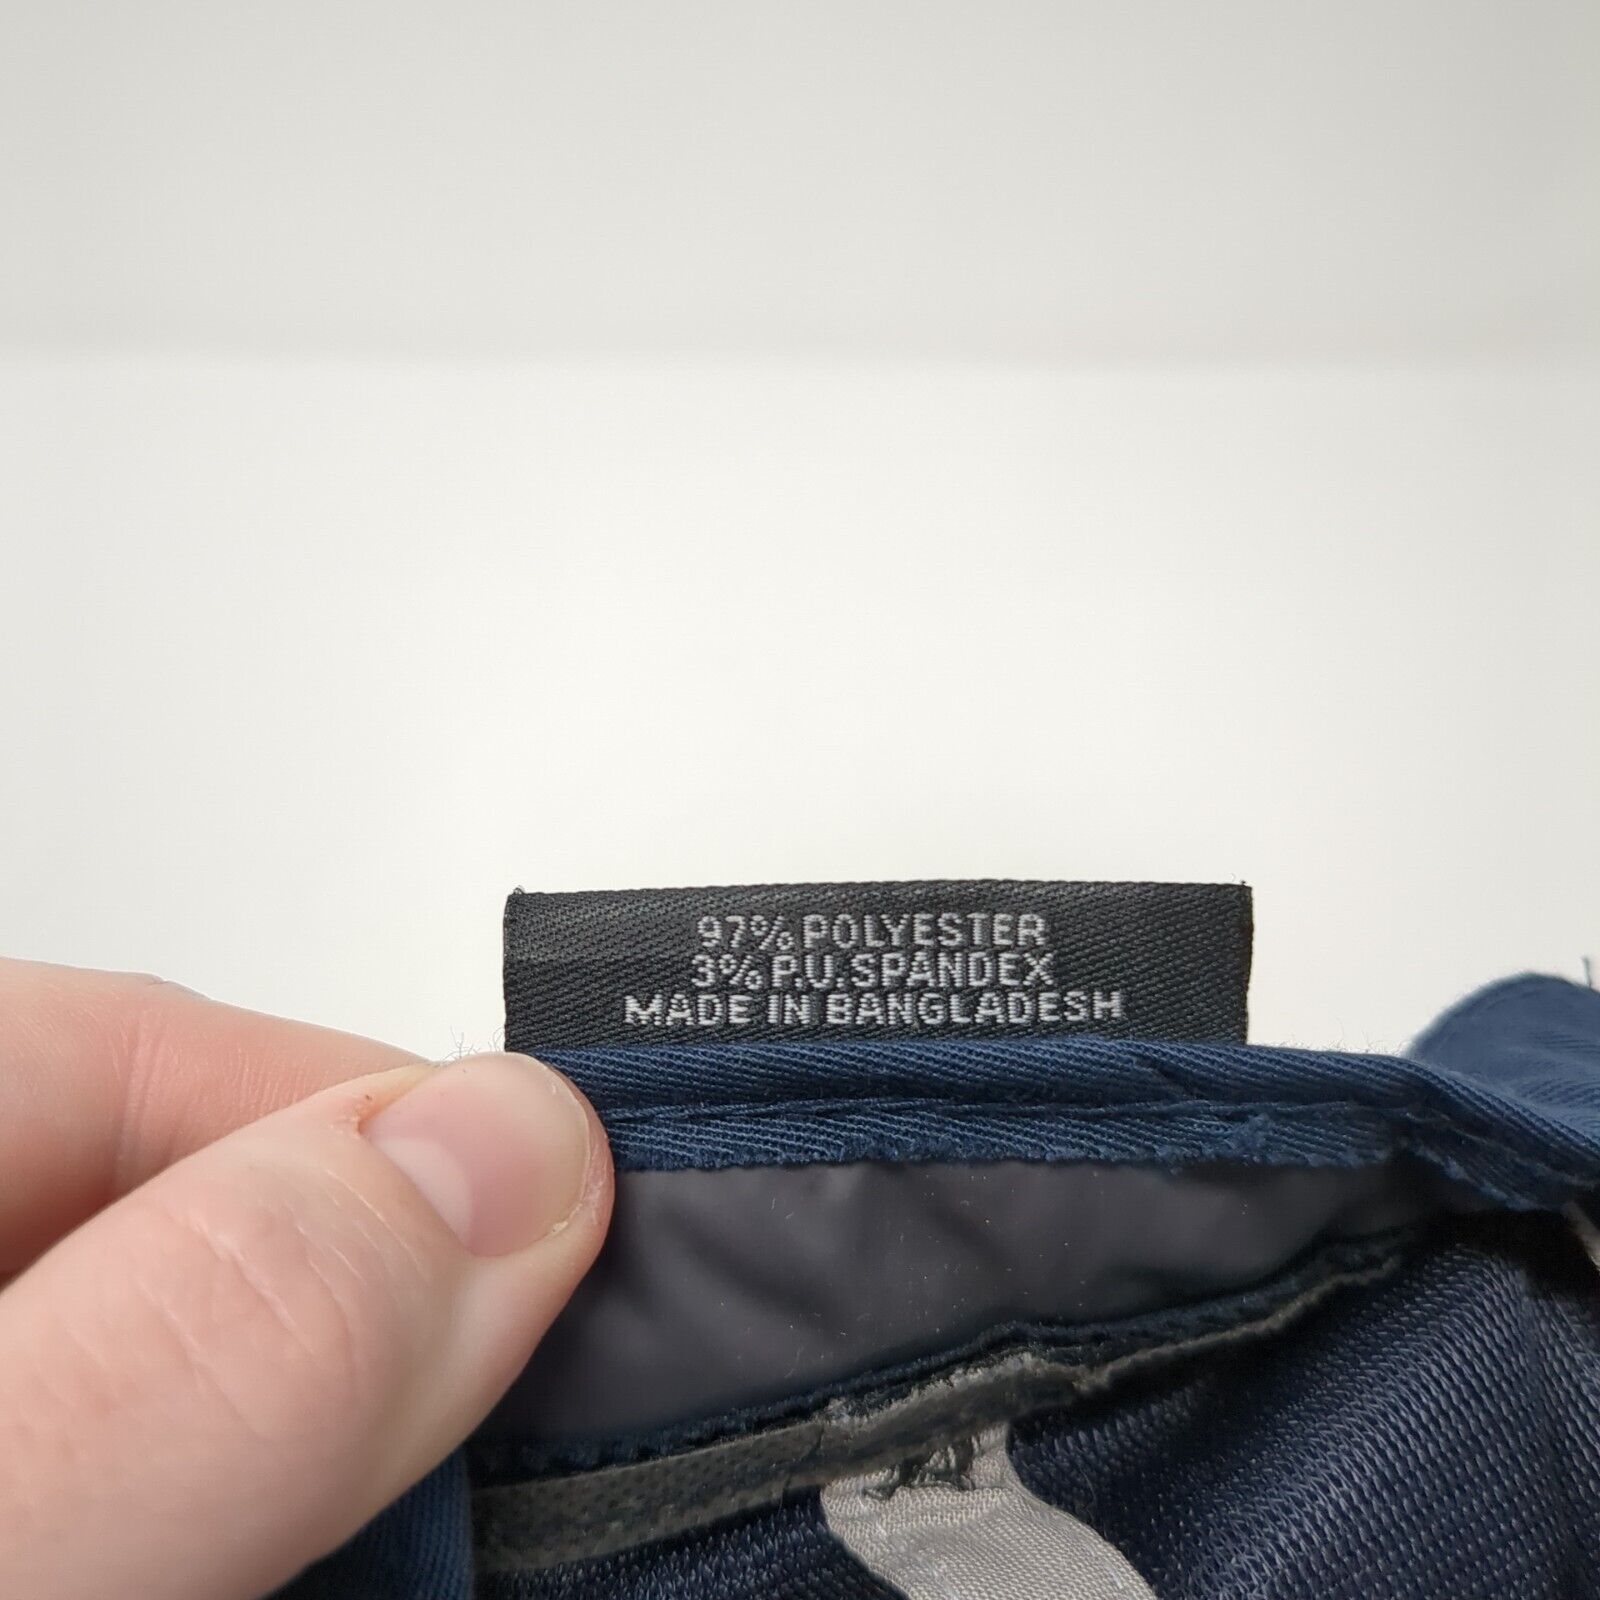 97% POLYESTER
3% P.U. SPANDEX
MADE IN BANGLADESH